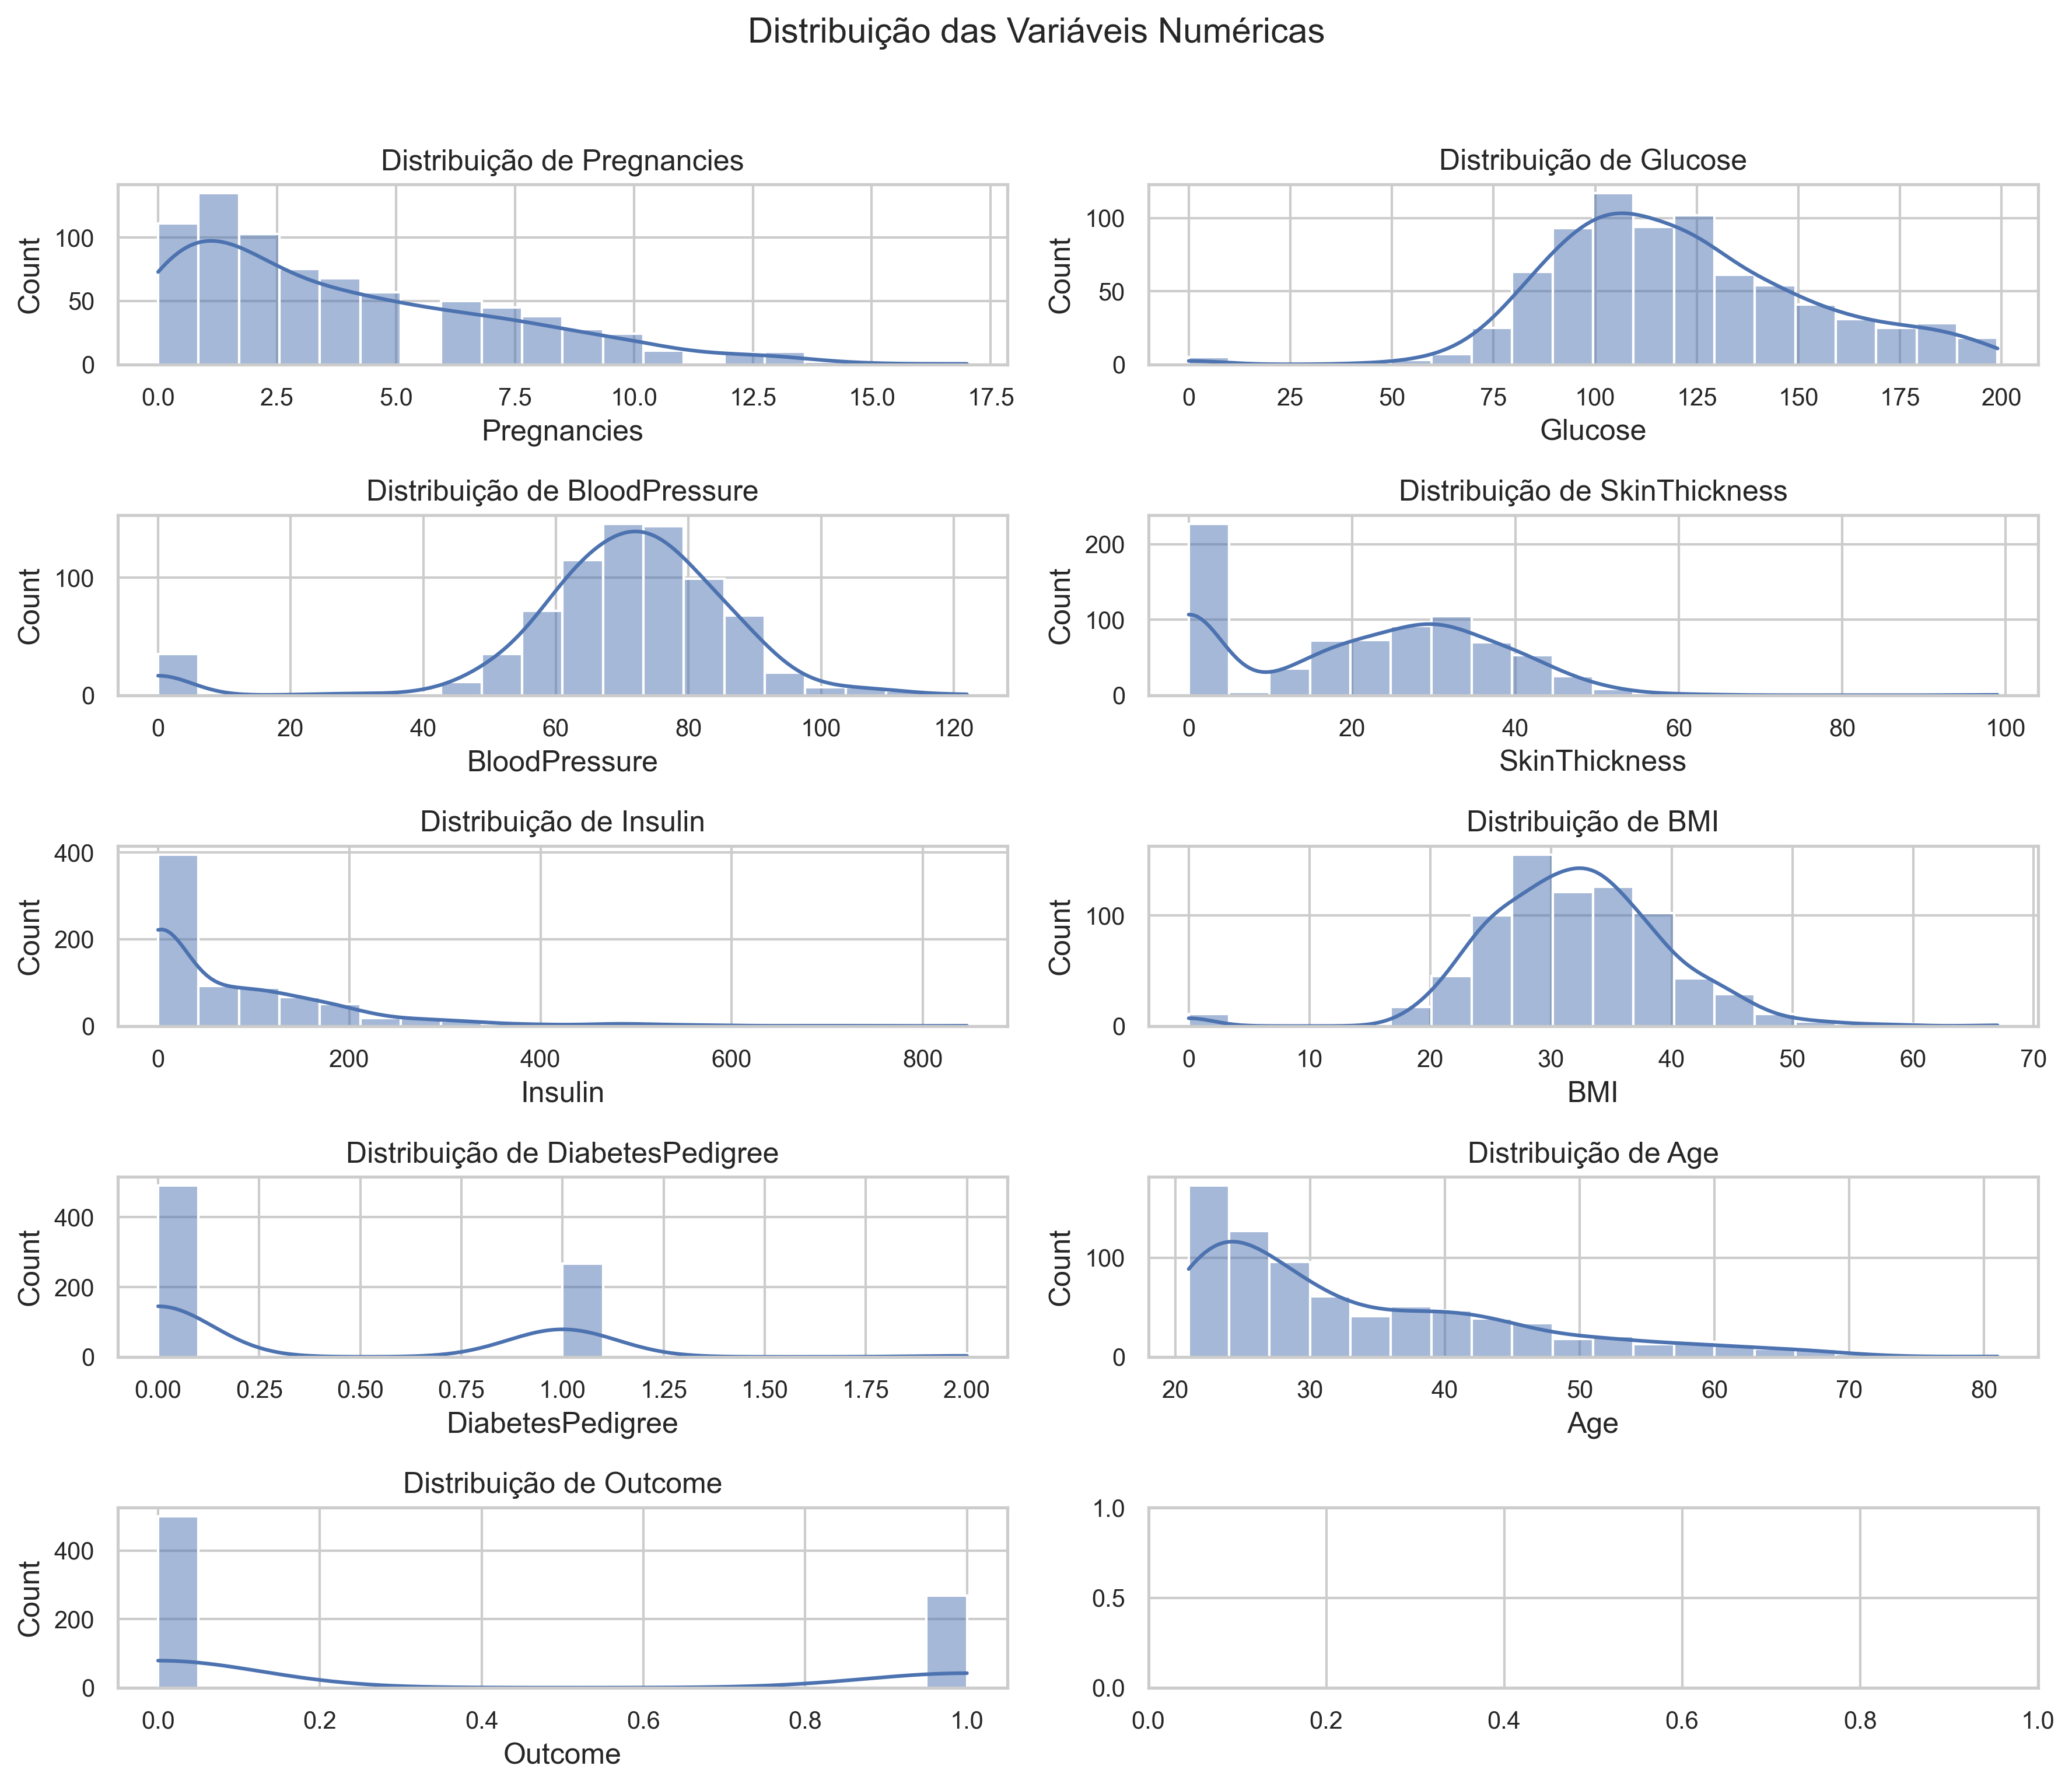 Distribuição das Variáveis Numéricas
Distribuição de Pregnancies
Count
100
50
0
0.0 2.5 5.0 7.5 10.0 12.5 15.0 17.5
Pregnancies
Distribuição de Glucose
Count
100
50
0
0 25 50 75 100 125 150 175 200
Glucose
Distribuição de BloodPressure
Count
100
0
0 20 40 60 80 100 120
BloodPressure
Distribuição de SkinThickness
Count
200
100
0
0 20 40 60 80 100
SkinThickness
Distribuição de Insulin
Count
400
200
0
0 200 400 600 800
Insulin
Distribuição de BMI
Count
100
0
0 10 20 30 40 50 60 70
BMI
Distribuição de DiabetesPedigree
Count
400
200
0
0.00 0.25 0.50 0.75 1.00 1.25 1.50 1.75 2.00
DiabetesPedigree
Distribuição de Age
Count
100
0
20 30 40 50 60 70 80
Age
Distribuição de Outcome
Count
400
200
0
0.0 0.2 0.4 0.6 0.8 1.0
Outcome
1.0
0.5
0.0
0.0 0.2 0.4 0.6 0.8 1.0